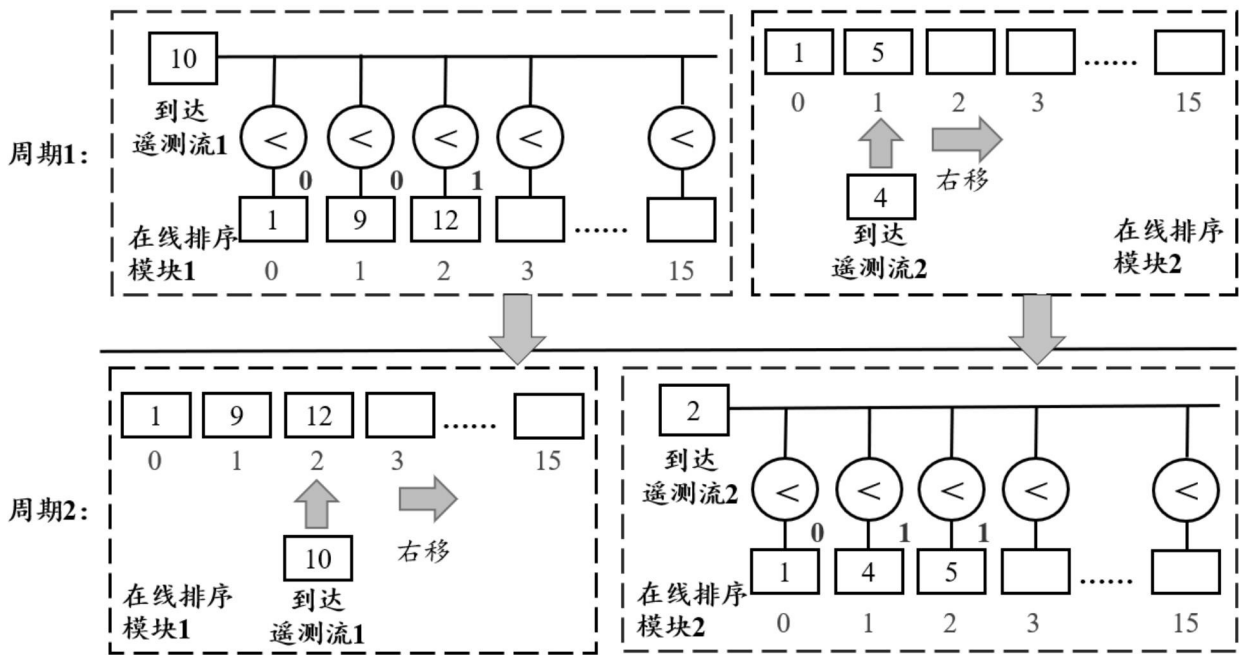 周期1:
10
到达
遥测流1
< < < < <
0 0 1
1 9 12 ......
在线排序
模块1
0 1 2 3 15
1 5 ......
0 1 2 3 15
右移
4
到达
遥测流2
在线排序
模块2
周期2:
1 9 12 ......
0 1 2 3 15
右移
10
到达
遥测流1
在线排序
模块1
2
到达
遥测流2
< < < < <
0 1 1
1 4 5 ......
在线排序
模块2
0 1 2 3 15